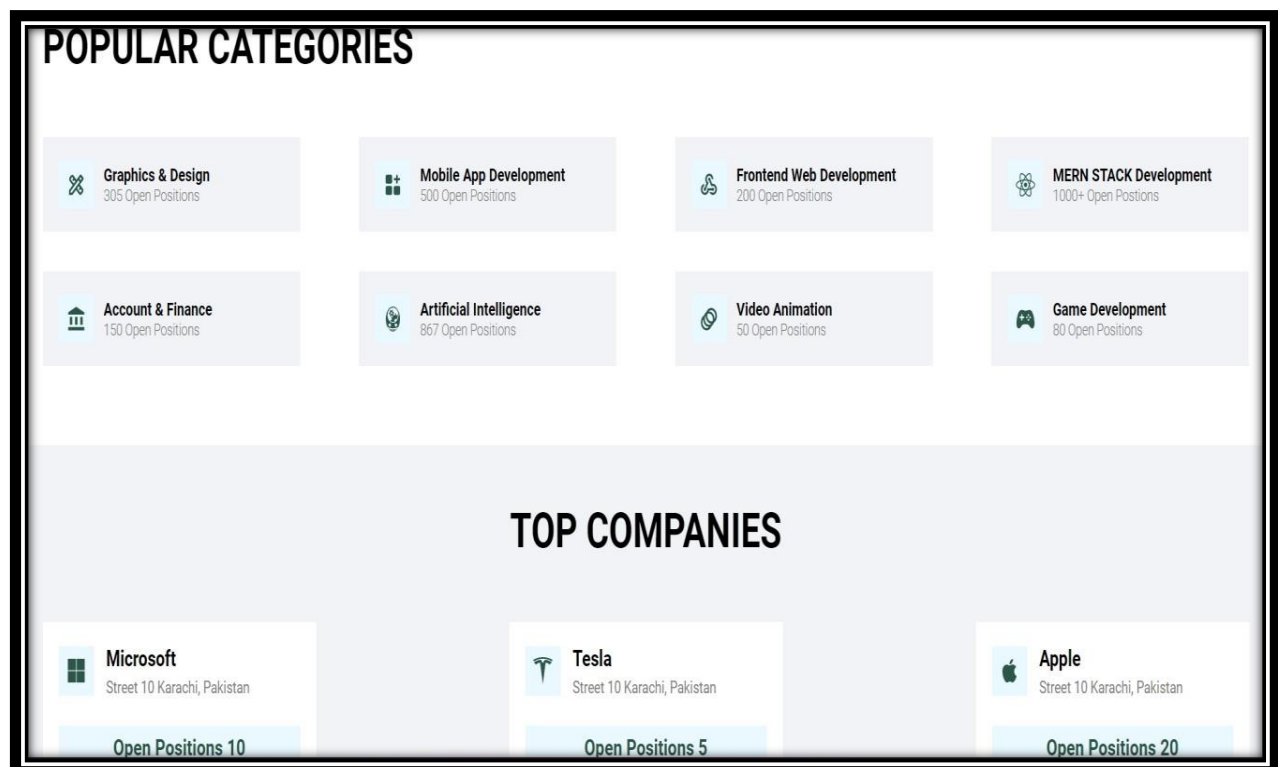 POPULAR CATEGORIES
Graphics & Design
305 Open Positions
Mobile App Development
500 Open Positions
Frontend Web Development
200 Open Positions
MERN STACK Development
1000+ Open Postions
Account & Finance
150 Open Positions
Artificial Intelligence
867 Open Positions
Video Animation
50 Open Positions
Game Development
80 Open Positions
TOP COMPANIES
Microsoft
Street 10 Karachi, Pakistan
Open Positions 10
Tesla
Street 10 Karachi, Pakistan
Open Positions 5
Apple
Street 10 Karachi, Pakistan
Open Positions 20